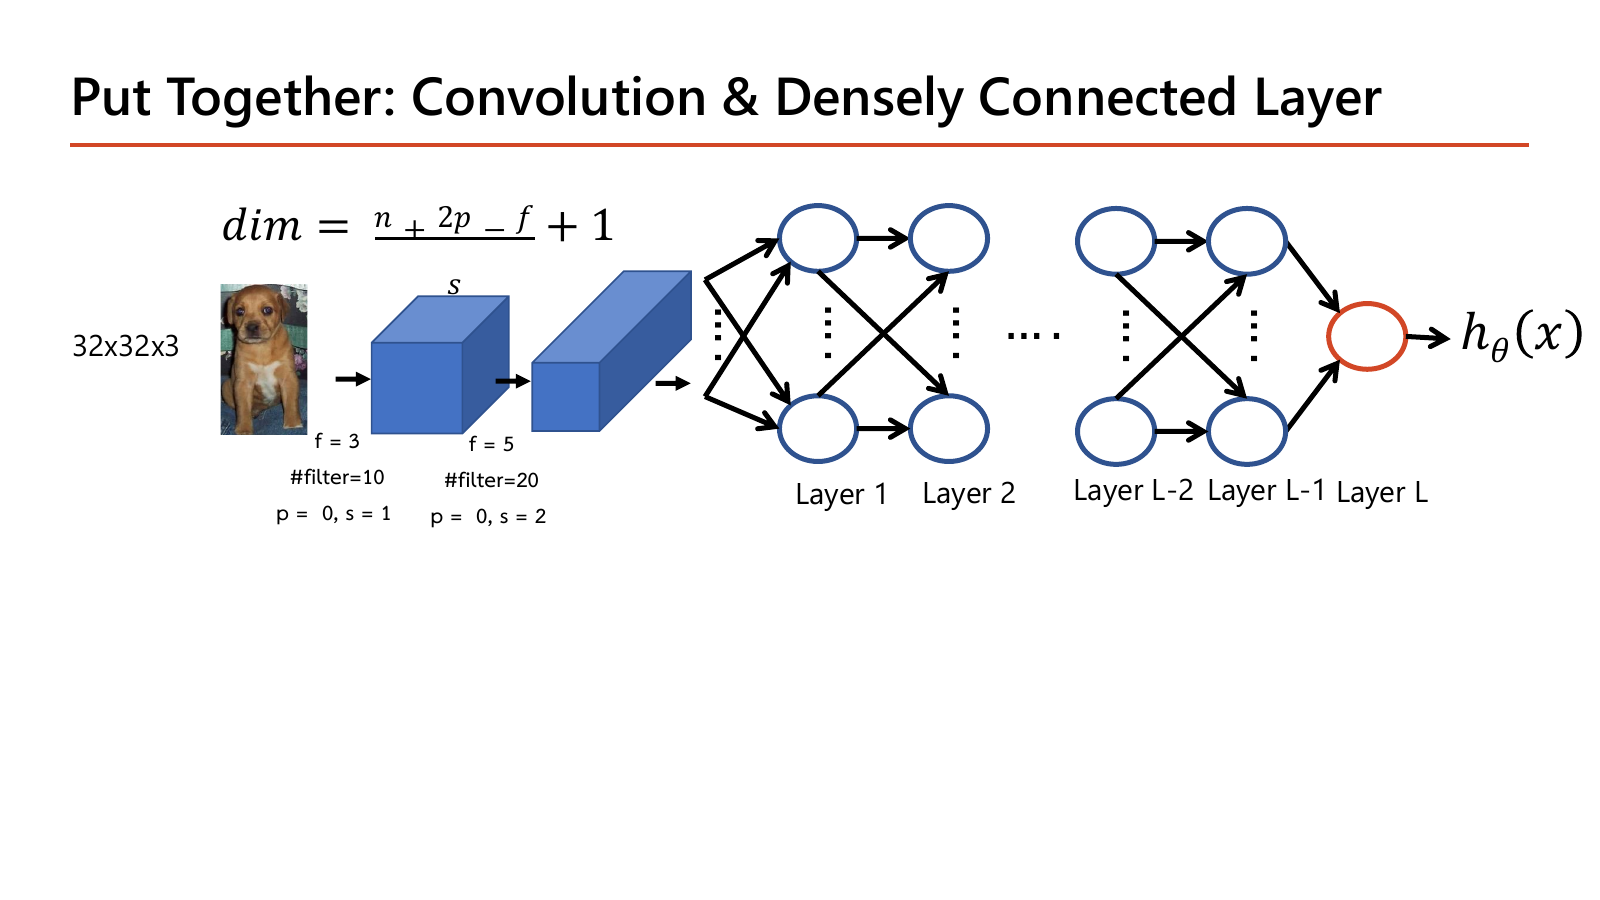 Put Together: Convolution & Densely Connected Layer
dim = n + 2p − f + 1
s
32x32x3
f = 3
#filter=10
p = 0, s = 1
f = 5
#filter=20
p = 0, s = 2
....
Layer 1 Layer 2
Layer L-2 Layer L-1 Layer L
hθ(x)